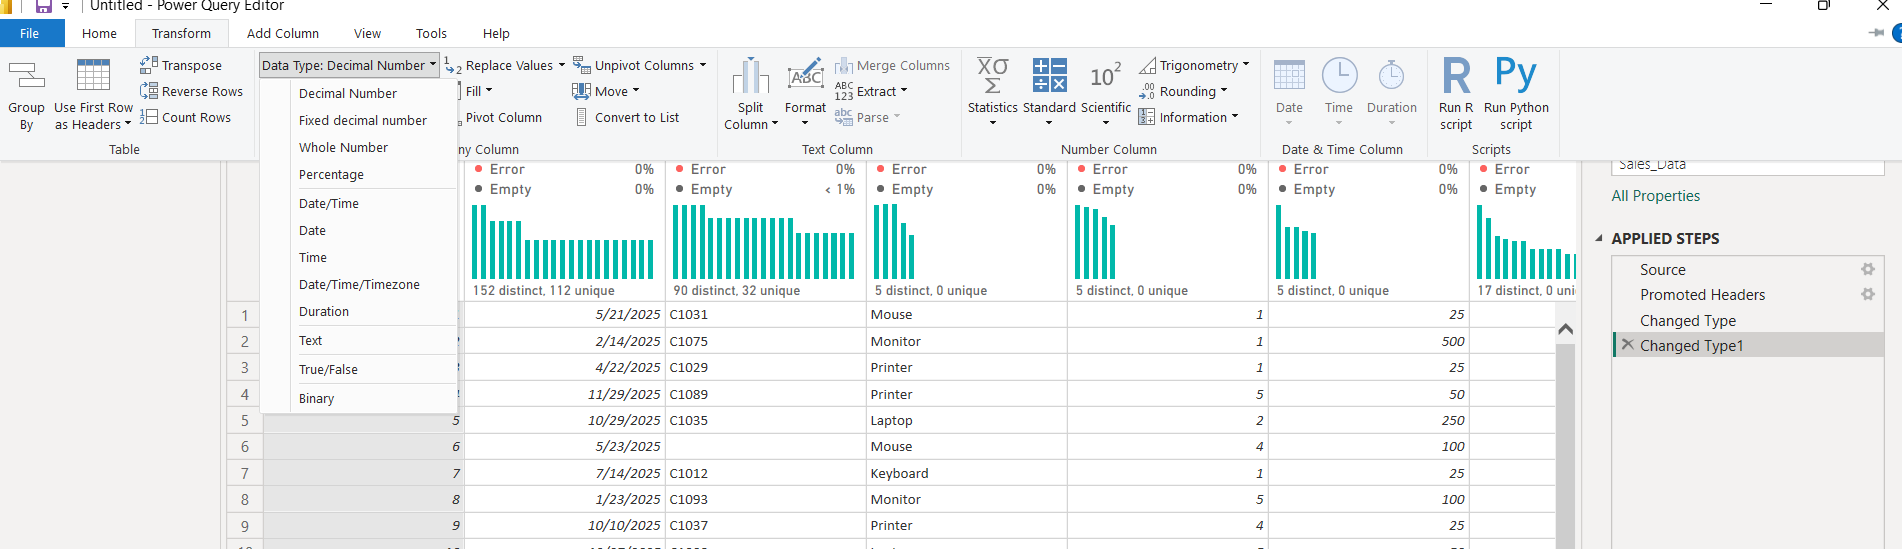 Untitled - Power Query Editor
File Home Transform Add Column View Tools Help
Group By
Use First Row as Headers
Transpose
Reverse Rows
Count Rows
Table
Data Type: Decimal Number
Decimal Number
Fixed decimal number
Whole Number
Percentage
Date/Time
Date
Time
Date/Time/Timezone
Duration
Text
True/False
Binary
1 2 Replace Values
Fill
Pivot Column
Unpivot Columns
Move
Convert to List
ny Column
Split Column
ABC Format
Merge Columns
ABC 123 Extract
abc Parse
Text Column
Χσ Σ Statistics
Standard
10² Scientific
Trigonometry
.00 .0 Rounding
Information
Number Column
Date
Time
Duration
Date & Time Column
R Run R script
Py Run Python script
Scripts
Error 0% Error 0% Error 0% Error 0% Error 0% Error
Empty 0% Empty < 1% Empty 0% Empty 0% Empty 0% Empty
152 distinct, 112 unique 90 distinct, 32 unique 5 distinct, 0 unique 5 distinct, 0 unique 5 distinct, 0 unique 17 distinct, 0 uni
1 5/21/2025 C1031 Mouse 1 25
2 2/14/2025 C1075 Monitor 1 500
3 4/22/2025 C1029 Printer 1 25
4 11/29/2025 C1089 Printer 5 50
5 5 10/29/2025 C1035 Laptop 2 250
6 6 5/23/2025 Mouse 4 100
7 7 7/14/2025 C1012 Keyboard 1 25
8 8 1/23/2025 C1093 Monitor 5 100
9 9 10/10/2025 C1037 Printer 4 25
Sales_Data
All Properties
APPLIED STEPS
Source
Promoted Headers
Changed Type
Changed Type1